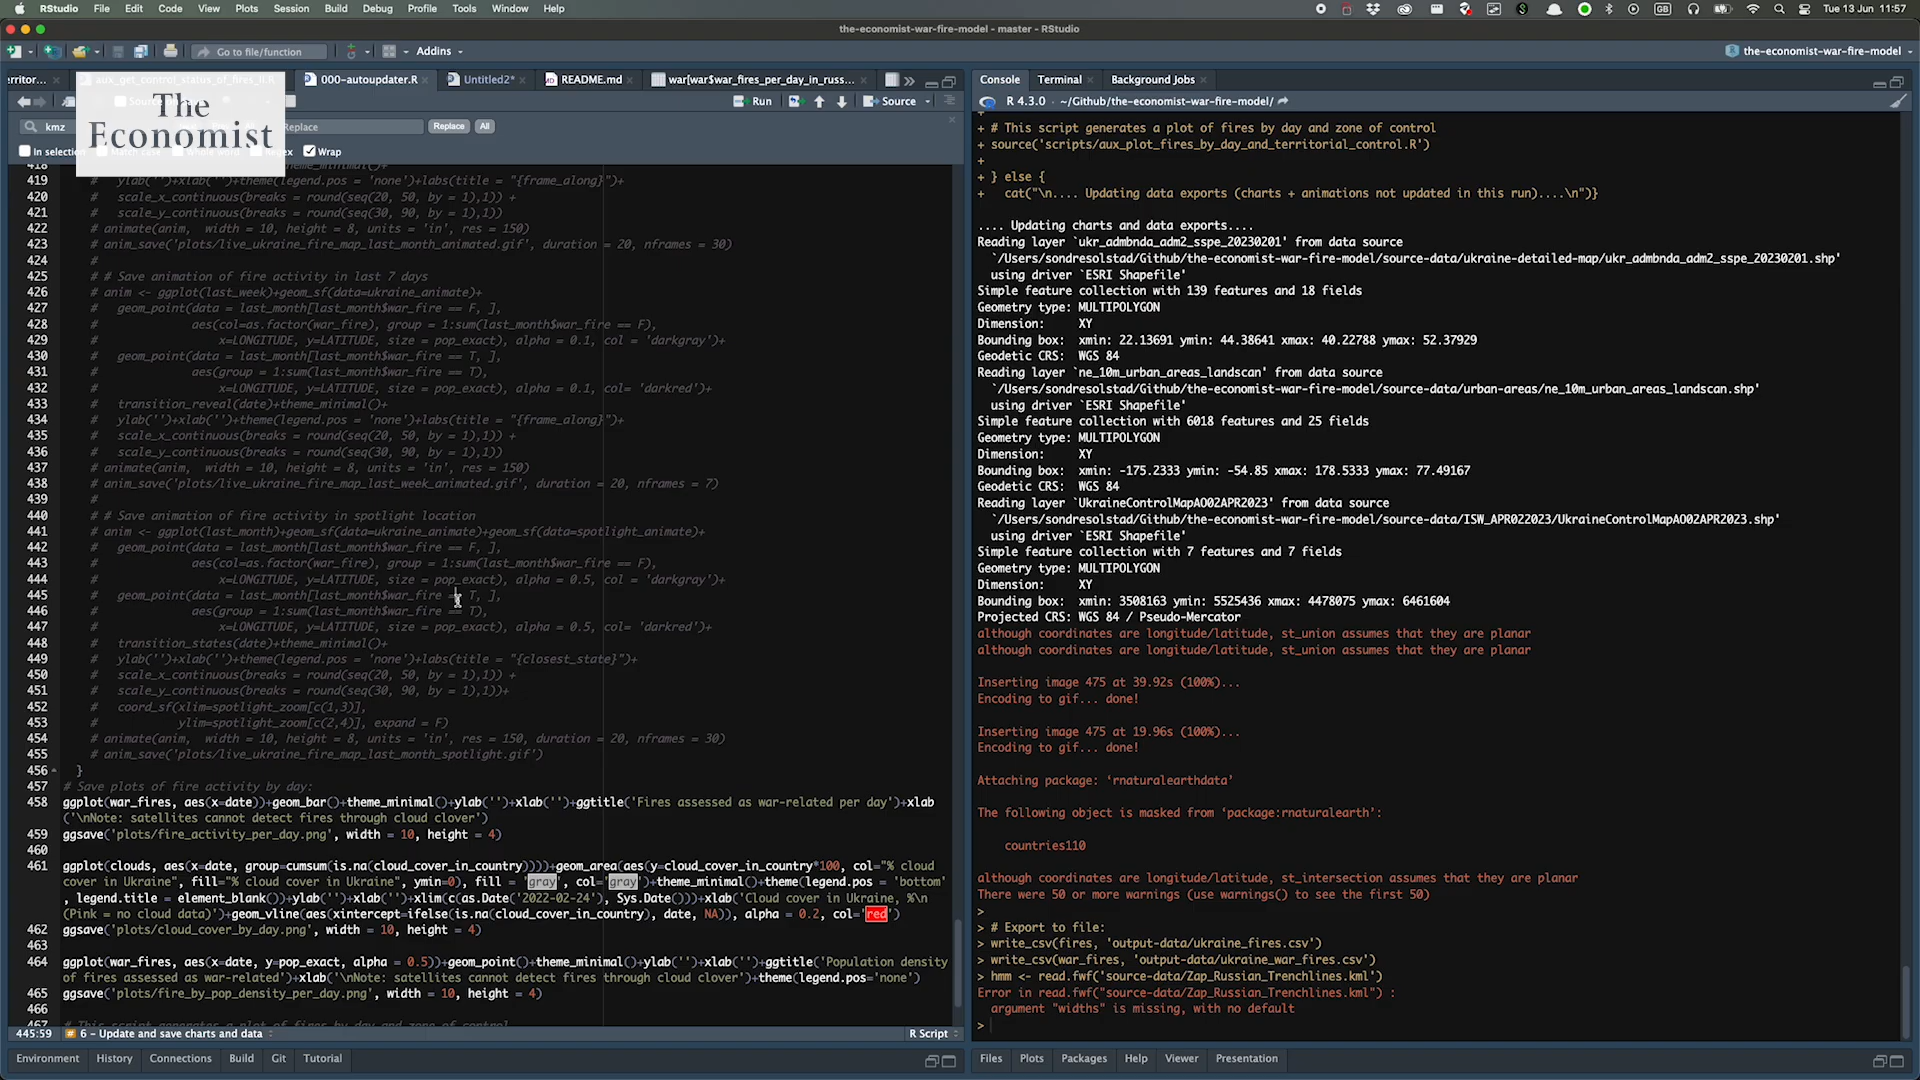 RStudio File Edit Code View Plots Session Build Debug Profile Tools Window Help
Tue 13 Jun 11:57
the-economist-war-fire-model - master - RStudio
Go to file/function
Addins
the-economist-war-fire-model
territor...
aux_get_control_status_of_fires_ll.R
000-autoupdater.R
Untitled2*
README.md
war[war$war_fires_per_day_in_russ...
The
Economist
Run
Source
kmz
Replace
Replace
All
In selection
Wrap
418
419 # ylab('')+xlab('')+theme(legend.pos = 'none')+labs(title = "{frame_along}")+
420 # scale_x_continuous(breaks = round(seq(20, 50, by = 1),1)) +
421 # scale_y_continuous(breaks = round(seq(30, 90, by = 1),1))
422 # animate(anim, width = 10, height = 8, units = 'in', res = 150)
423 # anim_save('plots/live_ukraine_fire_map_last_month_animated.gif', duration = 20, nframes = 30)
424 #
425 # # Save animation of fire activity in last 7 days
426 # anim <- ggplot(last_week)+geom_sf(data=ukraine_animate)+
427 # geom_point(data = last_month[last_month$war_fire == F, ],
428 # aes(col=as.factor(war_fire), group = 1:sum(last_month$war_fire == F),
429 # x=LONGITUDE, y=LATITUDE, size = pop_exact), alpha = 0.1, col = 'darkgray')+
430 # geom_point(data = last_month[last_month$war_fire == T, ],
431 # aes(group = 1:sum(last_month$war_fire == T),
432 # x=LONGITUDE, y=LATITUDE, size = pop_exact), alpha = 0.1, col= 'darkred')+
433 # transition_reveal(date)+theme_minimal()+
434 # ylab('')+xlab('')+theme(legend.pos = 'none')+labs(title = "{frame_along}")+
435 # scale_x_continuous(breaks = round(seq(20, 50, by = 1),1)) +
436 # scale_y_continuous(breaks = round(seq(30, 90, by = 1),1))
437 # animate(anim, width = 10, height = 8, units = 'in', res = 150)
438 # anim_save('plots/live_ukraine_fire_map_last_week_animated.gif', duration = 20, nframes = 7)
439 #
440 # # Save animation of fire activity in spotlight location
441 # anim <- ggplot(last_month)+geom_sf(data=ukraine_animate)+geom_sf(data=spotlight_animate)+
442 # geom_point(data = last_month[last_month$war_fire == F, ],
443 # aes(col=as.factor(war_fire), group = 1:sum(last_month$war_fire == F),
444 # x=LONGITUDE, y=LATITUDE, size = pop_exact), alpha = 0.5, col = 'darkgray')+
445 # geom_point(data = last_month[last_month$war_fire == T, ],
446 # aes(group = 1:sum(last_month$war_fire == T),
447 # x=LONGITUDE, y=LATITUDE, size = pop_exact), alpha = 0.5, col= 'darkred')+
448 # transition_states(date)+theme_minimal()+
449 # ylab('')+xlab('')+theme(legend.pos = 'none')+labs(title = "{closest_state}")+
450 # scale_x_continuous(breaks = round(seq(20, 50, by = 1),1)) +
451 # scale_y_continuous(breaks = round(seq(30, 90, by = 1),1))+
452 # coord_sf(xlim=spotlight_zoom[c(1,3)],
453 # ylim=spotlight_zoom[c(2,4)], expand = F)
454 # animate(anim, width = 10, height = 8, units = 'in', res = 150, duration = 20, nframes = 30)
455 # anim_save('plots/live_ukraine_fire_map_last_month_spotlight.gif')
456 }
457 # Save plots of fire activity by day:
458 ggplot(war_fires, aes(x=date))+geom_bar()+theme_minimal()+ylab('')+xlab('')+ggtitle('Fires assessed as war-related per day')+xlab
('\nNote: satellites cannot detect fires through cloud clover')
459 ggsave('plots/fire_activity_per_day.png', width = 10, height = 4)
460
461 ggplot(clouds, aes(x=date, group=cumsum(is.na(cloud_cover_in_country))))+geom_area(aes(y=cloud_cover_in_country*100, col="% cloud
cover in Ukraine", fill="% cloud cover in Ukraine", ymin=0), fill = 'gray', col='gray')+theme_minimal()+theme(legend.pos = 'bottom'
, legend.title = element_blank())+ylab('')+xlab('')+xlim(c(as.Date('2022-02-24'), Sys.Date()))+xlab('Cloud cover in Ukraine, %\n
(Pink = no cloud data)')+geom_vline(aes(xintercept=ifelse(is.na(cloud_cover_in_country), date, NA)), alpha = 0.2, col='red')
462 ggsave('plots/cloud_cover_by_day.png', width = 10, height = 4)
463
464 ggplot(war_fires, aes(x=date, y=pop_exact, alpha = 0.5))+geom_point()+theme_minimal()+ylab('')+xlab('')+ggtitle('Population density
of fires assessed as war-related')+xlab('\nNote: satellites cannot detect fires through cloud clover')+theme(legend.pos='none')
465 ggsave('plots/fire_by_pop_density_per_day.png', width = 10, height = 4)
466
467 # This script generates a plot of fires by day and zone of control
445:59 # 6 – Update and save charts and data R Script
Environment History Connections Build Git Tutorial
Console Terminal Background Jobs
R 4.3.0 · ~/Github/the-economist-war-fire-model/
+
+ # This script generates a plot of fires by day and zone of control
+ source('scripts/aux_plot_fires_by_day_and_territorial_control.R')
+
+ } else {
+ cat("\n.... Updating data exports (charts + animations not updated in this run)....\n")}
.... Updating charts and data exports....
Reading layer `ukr_admbnda_adm2_sspe_20230201' from data source
`/Users/sondresolstad/Github/the-economist-war-fire-model/source-data/ukraine-detailed-map/ukr_admbnda_adm2_sspe_20230201.shp'
using driver `ESRI Shapefile'
Simple feature collection with 139 features and 18 fields
Geometry type: MULTIPOLYGON
Dimension: XY
Bounding box: xmin: 22.13691 ymin: 44.38641 xmax: 40.22788 ymax: 52.37929
Geodetic CRS: WGS 84
Reading layer `ne_10m_urban_areas_landscan' from data source
`/Users/sondresolstad/Github/the-economist-war-fire-model/source-data/urban-areas/ne_10m_urban_areas_landscan.shp'
using driver `ESRI Shapefile'
Simple feature collection with 6018 features and 25 fields
Geometry type: MULTIPOLYGON
Dimension: XY
Bounding box: xmin: -175.2333 ymin: -54.85 xmax: 178.5333 ymax: 77.49167
Geodetic CRS: WGS 84
Reading layer `UkraineControlMapAO02APR2023' from data source
`/Users/sondresolstad/Github/the-economist-war-fire-model/source-data/ISW_APR022023/UkraineControlMapAO02APR2023.shp'
using driver `ESRI Shapefile'
Simple feature collection with 7 features and 7 fields
Geometry type: MULTIPOLYGON
Dimension: XY
Bounding box: xmin: 3508163 ymin: 5525436 xmax: 4478075 ymax: 6461604
Projected CRS: WGS 84 / Pseudo-Mercator
although coordinates are longitude/latitude, st_union assumes that they are planar
although coordinates are longitude/latitude, st_union assumes that they are planar
Inserting image 475 at 39.92s (100%)...
Encoding to gif... done!
Inserting image 475 at 19.96s (100%)...
Encoding to gif... done!
Attaching package: ‘rnaturalearthdata’
The following object is masked from ‘package:rnaturalearth’:
countries110
although coordinates are longitude/latitude, st_intersection assumes that they are planar
There were 50 or more warnings (use warnings() to see the first 50)
>
> # Export to file:
> write_csv(fires, 'output-data/ukraine_fires.csv')
> write_csv(war_fires, 'output-data/ukraine_war_fires.csv')
> hmm <- read.fwf('source-data/Zap_Russian_Trenchlines.kml')
Error in read.fwf("source-data/Zap_Russian_Trenchlines.kml") :
argument "widths" is missing, with no default
>
Files Plots Packages Help Viewer Presentation